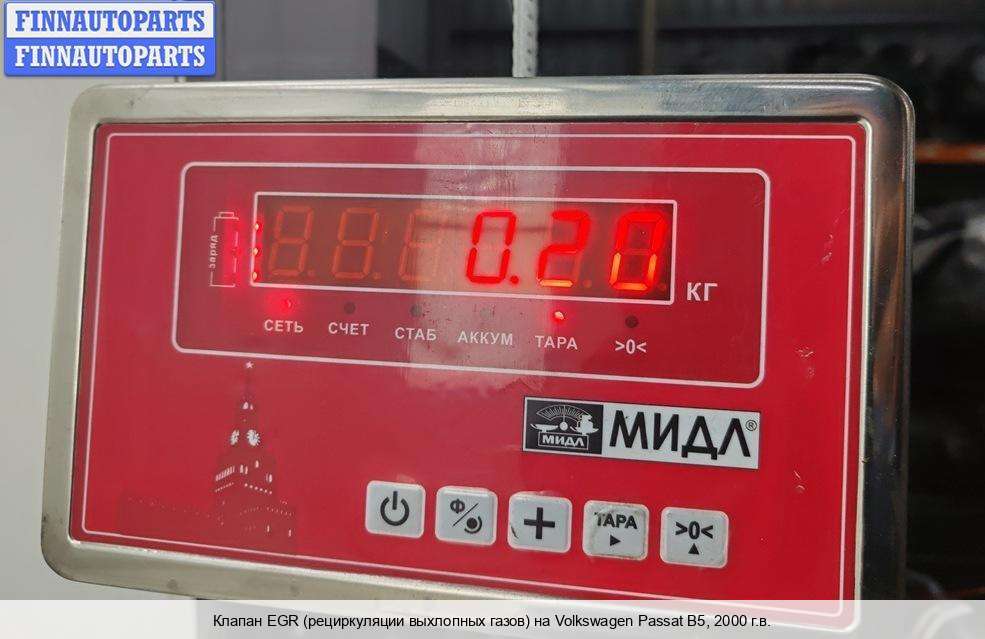 FINNAUTOPARTS
FINNAUTOPARTS
заряд
0.20
КГ
СЕТЬ СЧЕТ СТАБ АККУМ ТАРА >0<
МИДЛ МИДЛ®
Ф ТАРА >0<
Клапан EGR (рециркуляции выхлопных газов) на Volkswagen Passat B5, 2000 г.в.